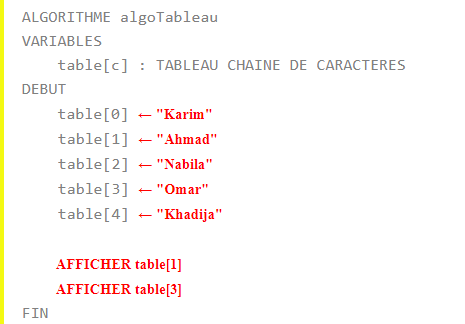 ALGORITHME algoTableau
VARIABLES
table[c] : TABLEAU CHAINE DE CARACTERES
DEBUT
table[0] ← "Karim"
table[1] ← "Ahmad"
table[2] ← "Nabila"
table[3] ← "Omar"
table[4] ← "Khadija"
AFFICHER table[1]
AFFICHER table[3]
FIN